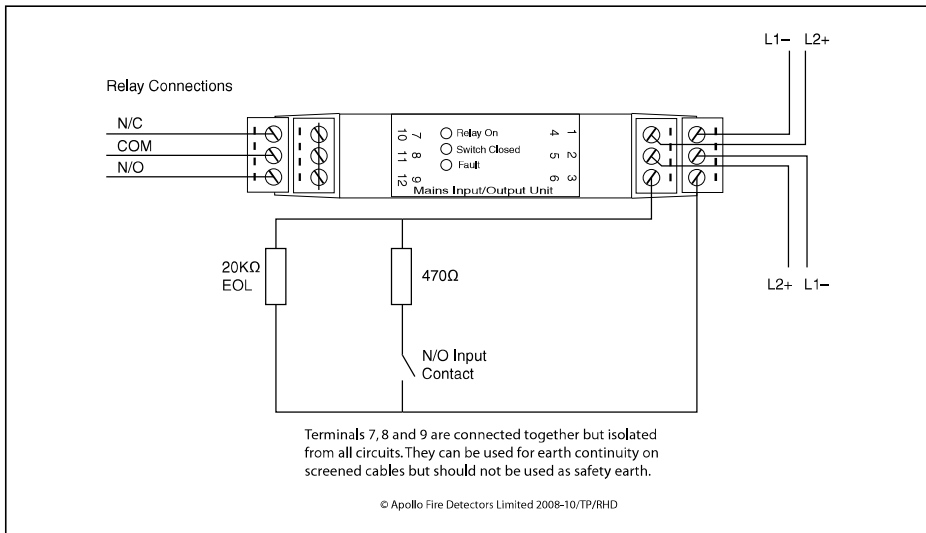 L1– L2+
Relay Connections
N/C
COM
N/O
10 7
11 8
12 9
Relay On
Switch Closed
Fault
4 1
5 2
6 3
Mains Input/Output Unit
20KΩ
EOL
470Ω
L2+ L1–
N/O Input
Contact
Terminals 7, 8 and 9 are connected together but isolated
from all circuits. They can be used for earth continuity on
screened cables but should not be used as safety earth.
© Apollo Fire Detectors Limited 2008-10/TP/RHD